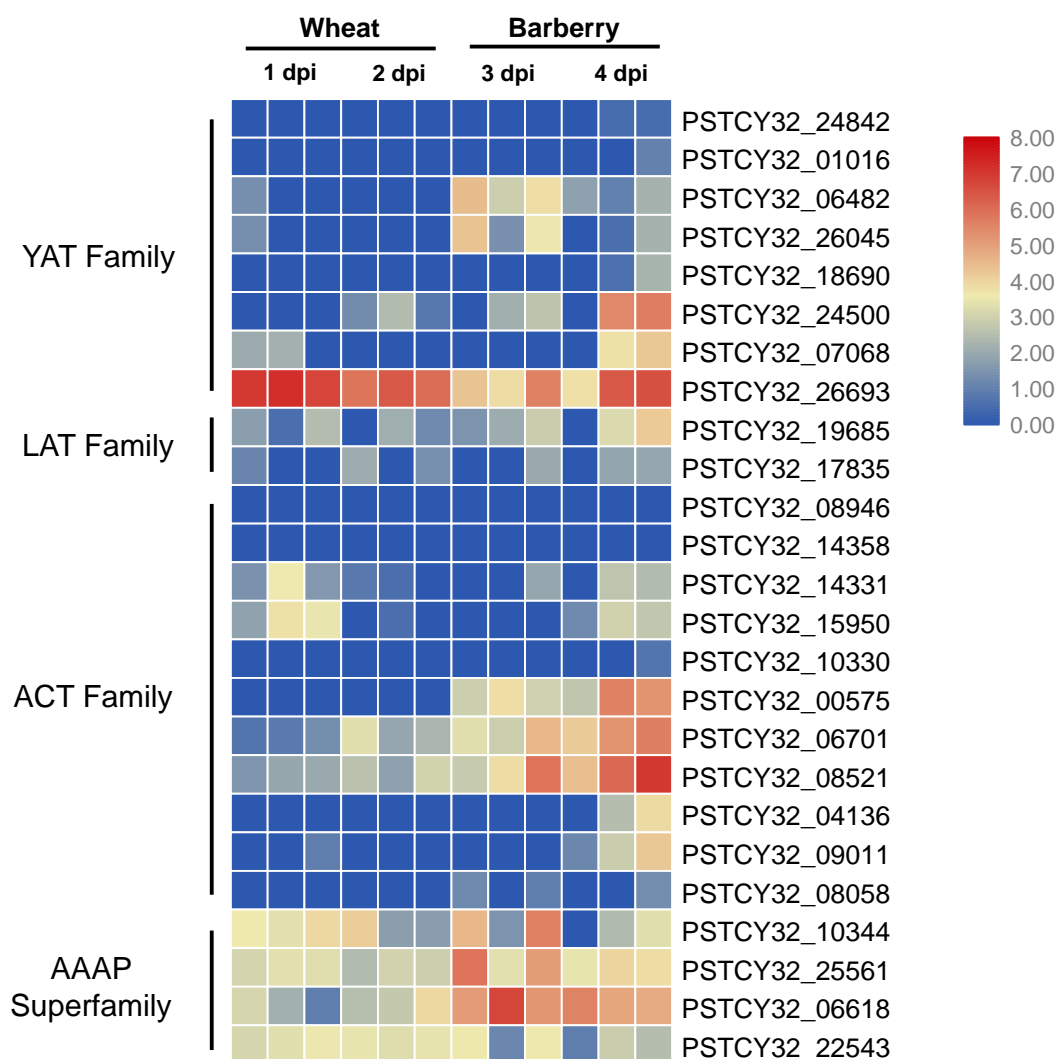 Wheat Barberry
1 dpi 2 dpi 3 dpi 4 dpi
PSTCY32_24842
PSTCY32_01016
PSTCY32_06482
PSTCY32_26045
PSTCY32_18690
PSTCY32_24500
PSTCY32_07068
PSTCY32_26693
YAT Family
PSTCY32_19685
PSTCY32_17835
LAT Family
PSTCY32_08946
PSTCY32_14358
PSTCY32_14331
PSTCY32_15950
PSTCY32_10330
PSTCY32_00575
PSTCY32_06701
PSTCY32_08521
PSTCY32_04136
PSTCY32_09011
PSTCY32_08058
ACT Family
PSTCY32_10344
PSTCY32_25561
PSTCY32_06618
PSTCY32_22543
AAAP
Superfamily
8.00
7.00
6.00
5.00
4.00
3.00
2.00
1.00
0.00